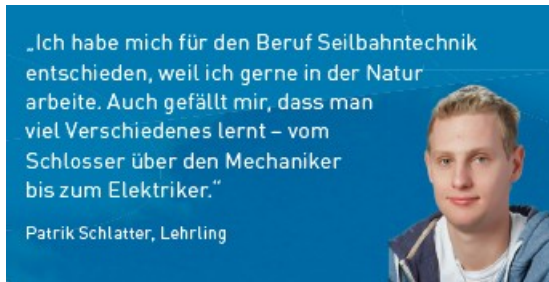 „Ich habe mich für den Beruf Seilbahntechnik
entschieden, weil ich gerne in der Natur
arbeite. Auch gefällt mir, dass man
viel Verschiedenes lernt – vom
Schlosser über den Mechaniker
bis zum Elektriker.“
Patrik Schlatter, Lehrling